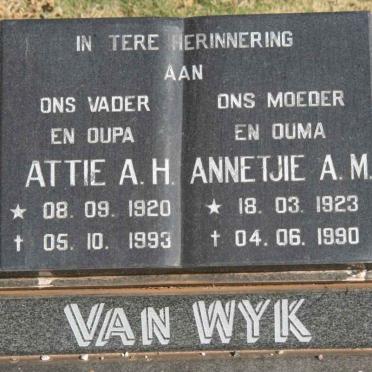 IN TERE HERINNERING
AAN
ONS VADER
EN OUPA
ATTIE A. H.
★ 08. 09. 1920
† 05. 10. 1993
ONS MOEDER
EN OUMA
ANNETJIE A. M.
★ 18. 03. 1923
† 04. 06. 1990
VAN WYK